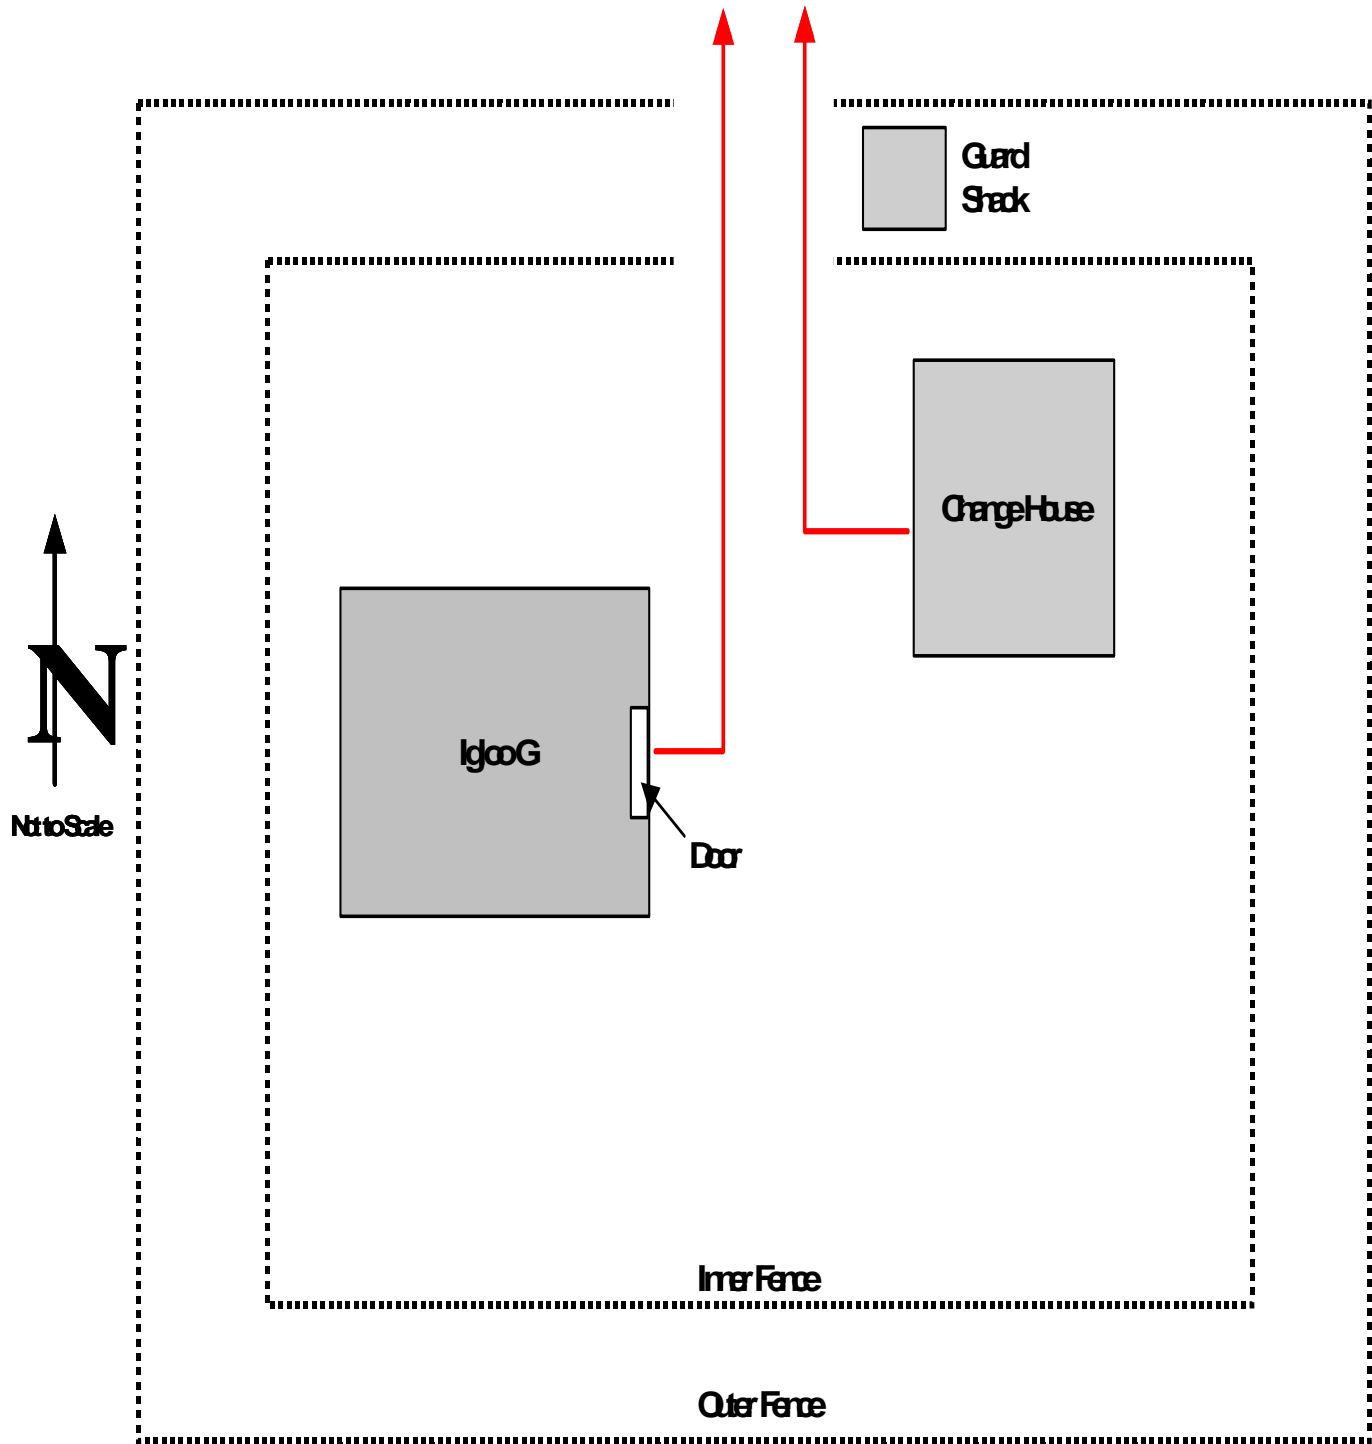 Guard
Shack
Change House
N
Igloo G
Not to Scale
Door
Inner Fence
Outer Fence